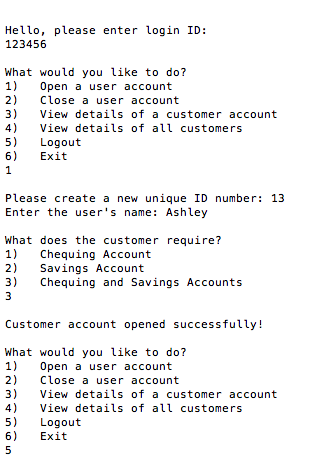 Hello, please enter login ID:
123456
What would you like to do?
1) Open a user account
2) Close a user account
3) View details of a customer account
4) View details of all customers
5) Logout
6) Exit
1
Please create a new unique ID number: 13
Enter the user's name: Ashley
What does the customer require?
1) Chequing Account
2) Savings Account
3) Chequing and Savings Accounts
3
Customer account opened successfully!
What would you like to do?
1) Open a user account
2) Close a user account
3) View details of a customer account
4) View details of all customers
5) Logout
6) Exit
5